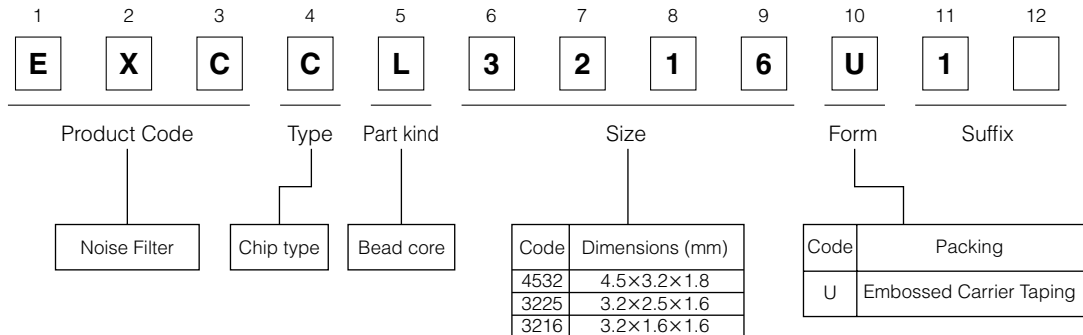 1 2 3 4 5 6 7 8 9 10 11 12
E X C C L 3 2 1 6 U 1
Product Code Type Part kind Size Form Suffix
Noise Filter Chip type Bead core
Code Dimensions (mm)
4532 4.5×3.2×1.8
3225 3.2×2.5×1.6
3216 3.2×1.6×1.6
Code Packing
U Embossed Carrier Taping